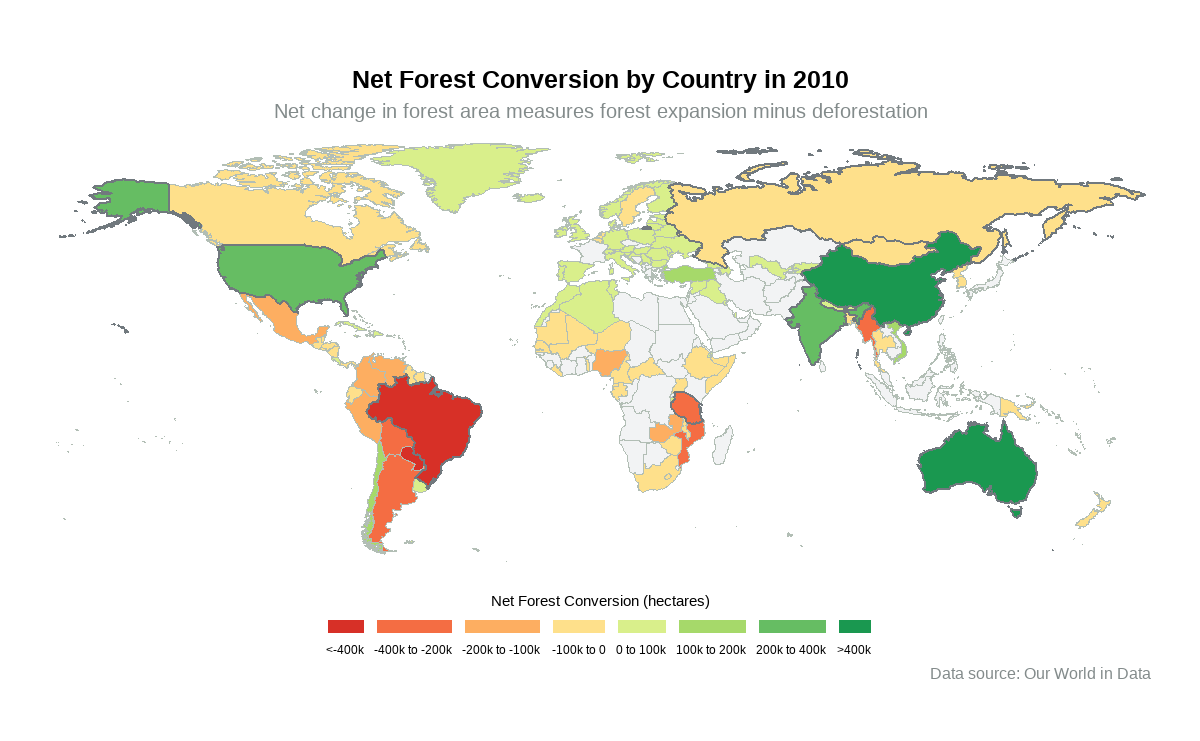 Net Forest Conversion by Country in 2010
Net change in forest area measures forest expansion minus deforestation
Net Forest Conversion (hectares)
<-400k -400k to -200k -200k to -100k -100k to 0 0 to 100k 100k to 200k 200k to 400k >400k
Data source: Our World in Data